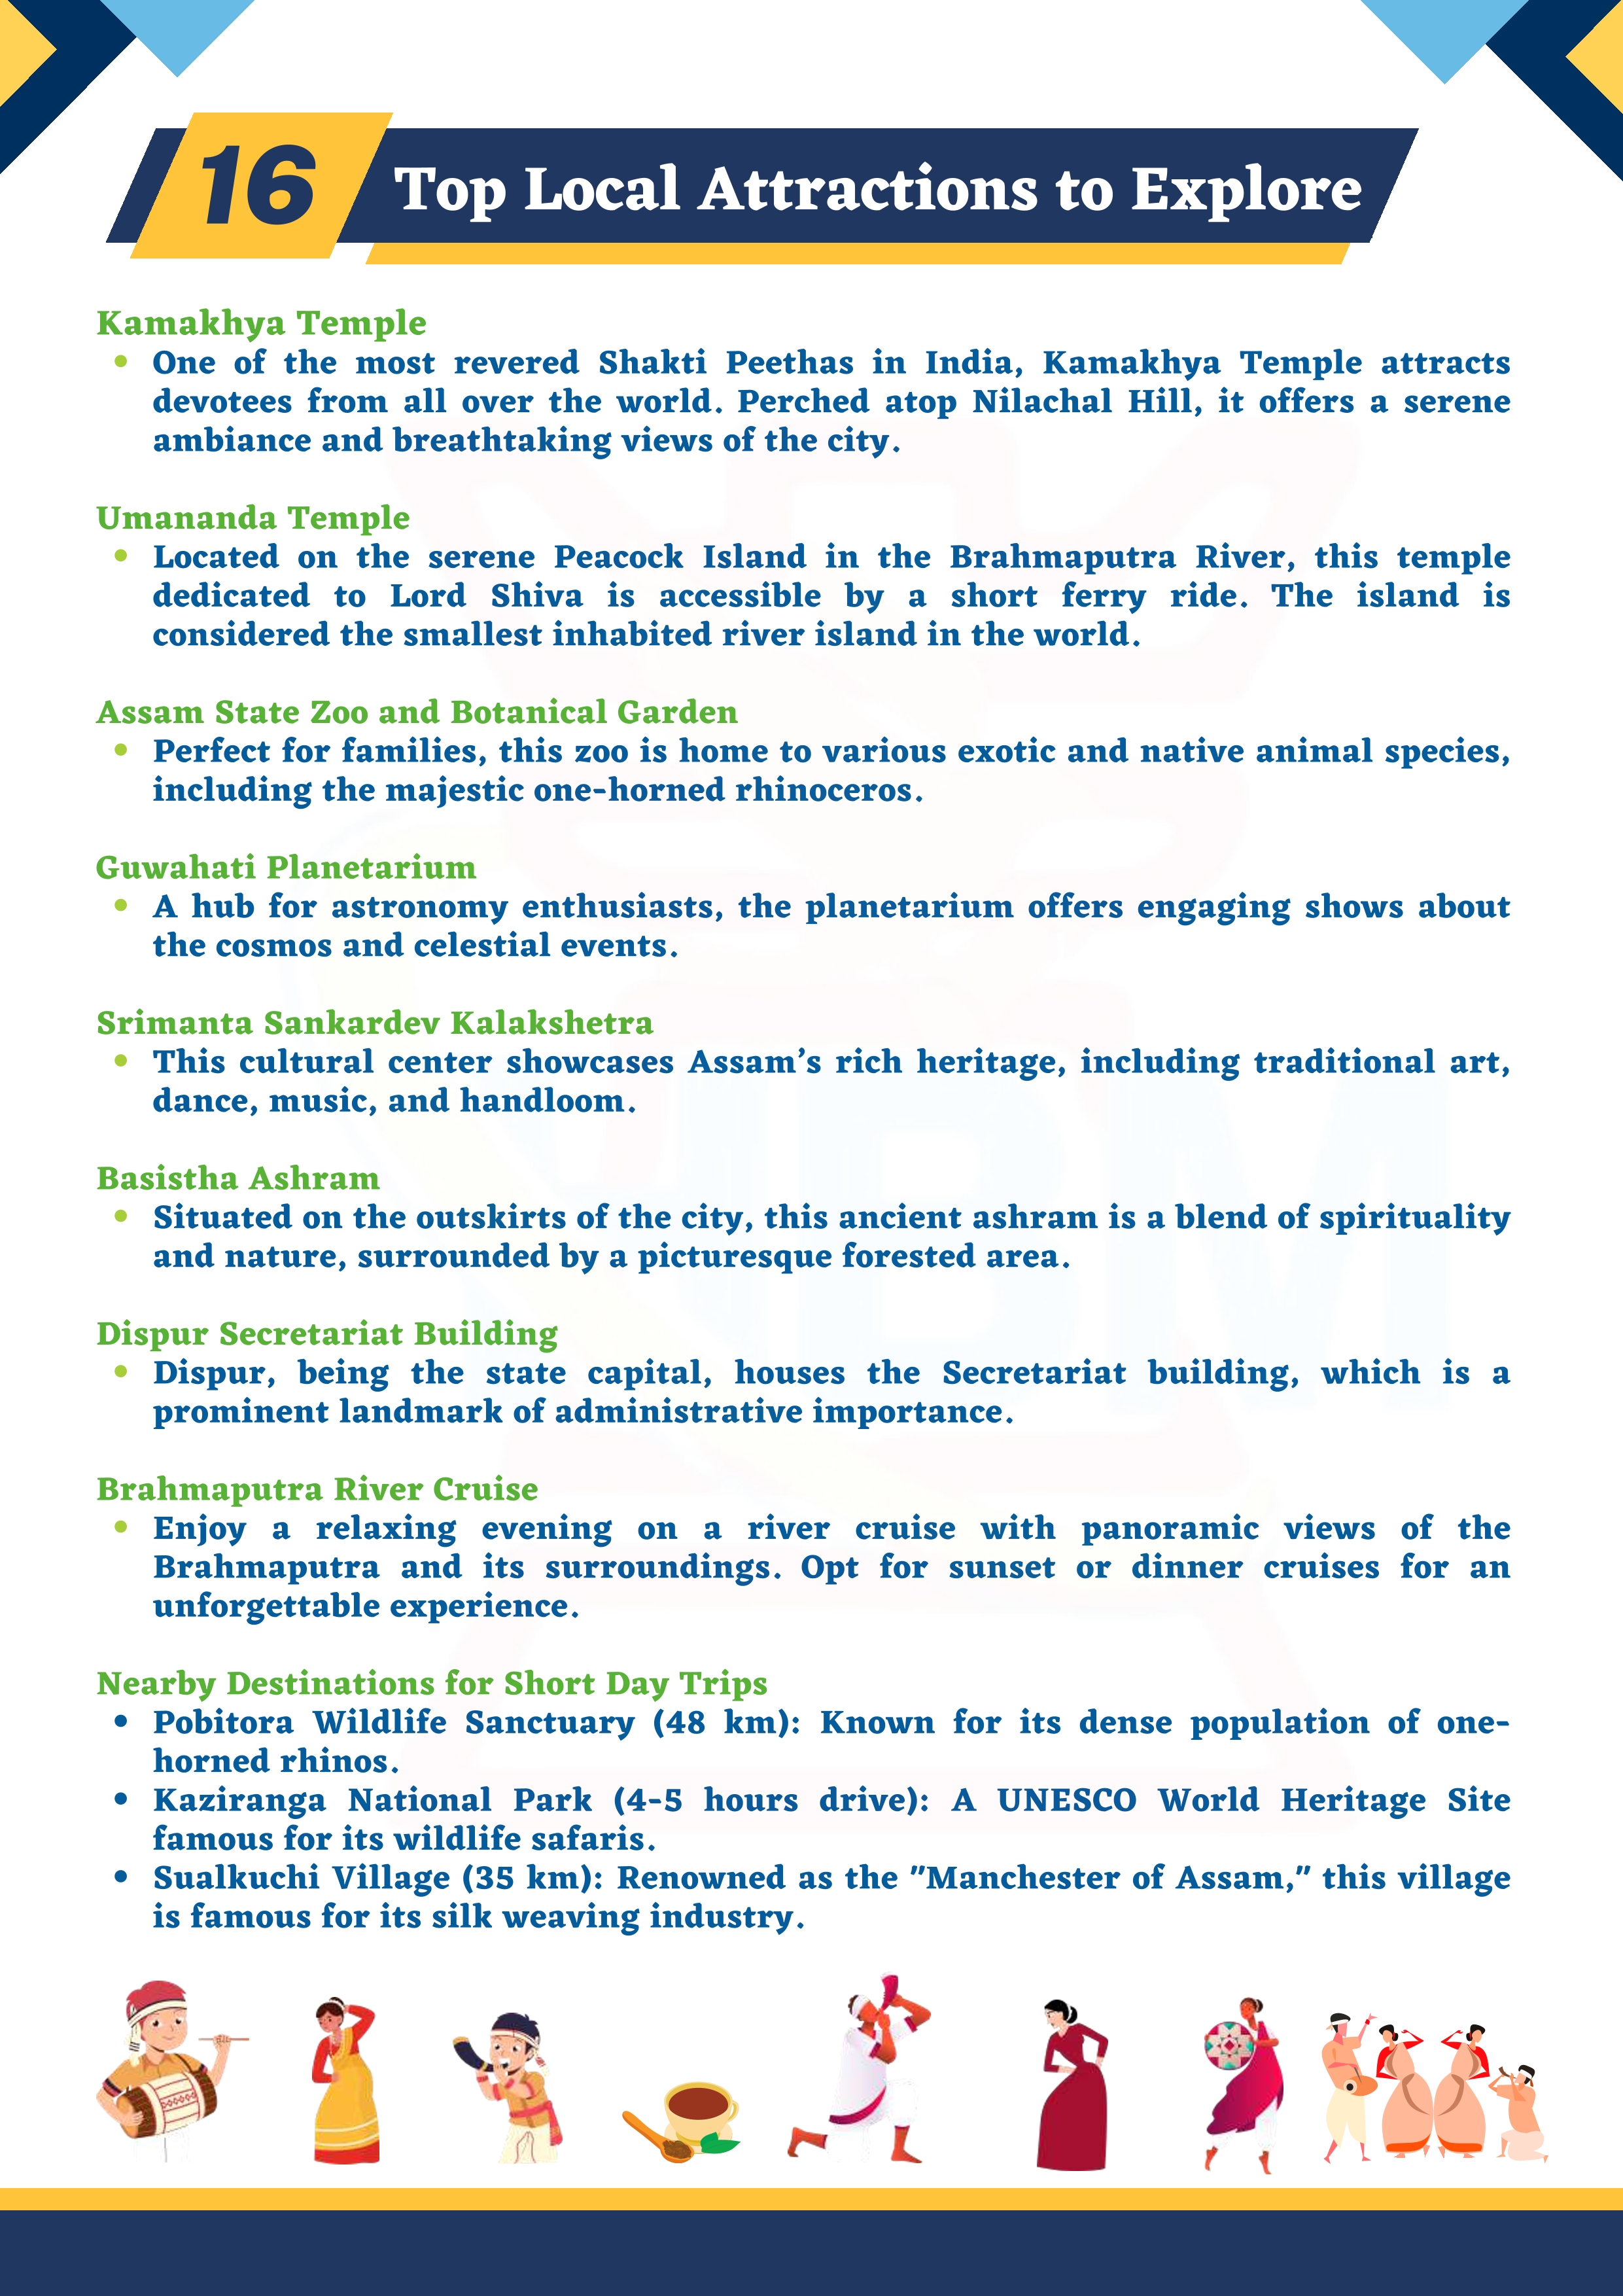 16 Top Local Attractions to Explore
Kamakhya Temple
• One of the most revered Shakti Peethas in India, Kamakhya Temple attracts
devotees from all over the world. Perched atop Nilachal Hill, it offers a serene
ambiance and breathtaking views of the city.
Umananda Temple
• Located on the serene Peacock Island in the Brahmaputra River, this temple
dedicated to Lord Shiva is accessible by a short ferry ride. The island is
considered the smallest inhabited river island in the world.
Assam State Zoo and Botanical Garden
• Perfect for families, this zoo is home to various exotic and native animal species,
including the majestic one-horned rhinoceros.
Guwahati Planetarium
• A hub for astronomy enthusiasts, the planetarium offers engaging shows about
the cosmos and celestial events.
Srimanta Sankardev Kalakshetra
• This cultural center showcases Assam’s rich heritage, including traditional art,
dance, music, and handloom.
Basistha Ashram
• Situated on the outskirts of the city, this ancient ashram is a blend of spirituality
and nature, surrounded by a picturesque forested area.
Dispur Secretariat Building
• Dispur, being the state capital, houses the Secretariat building, which is a
prominent landmark of administrative importance.
Brahmaputra River Cruise
• Enjoy a relaxing evening on a river cruise with panoramic views of the
Brahmaputra and its surroundings. Opt for sunset or dinner cruises for an
unforgettable experience.
Nearby Destinations for Short Day Trips
• Pobitora Wildlife Sanctuary (48 km): Known for its dense population of one-
horned rhinos.
• Kaziranga National Park (4-5 hours drive): A UNESCO World Heritage Site
famous for its wildlife safaris.
• Sualkuchi Village (35 km): Renowned as the "Manchester of Assam," this village
is famous for its silk weaving industry.